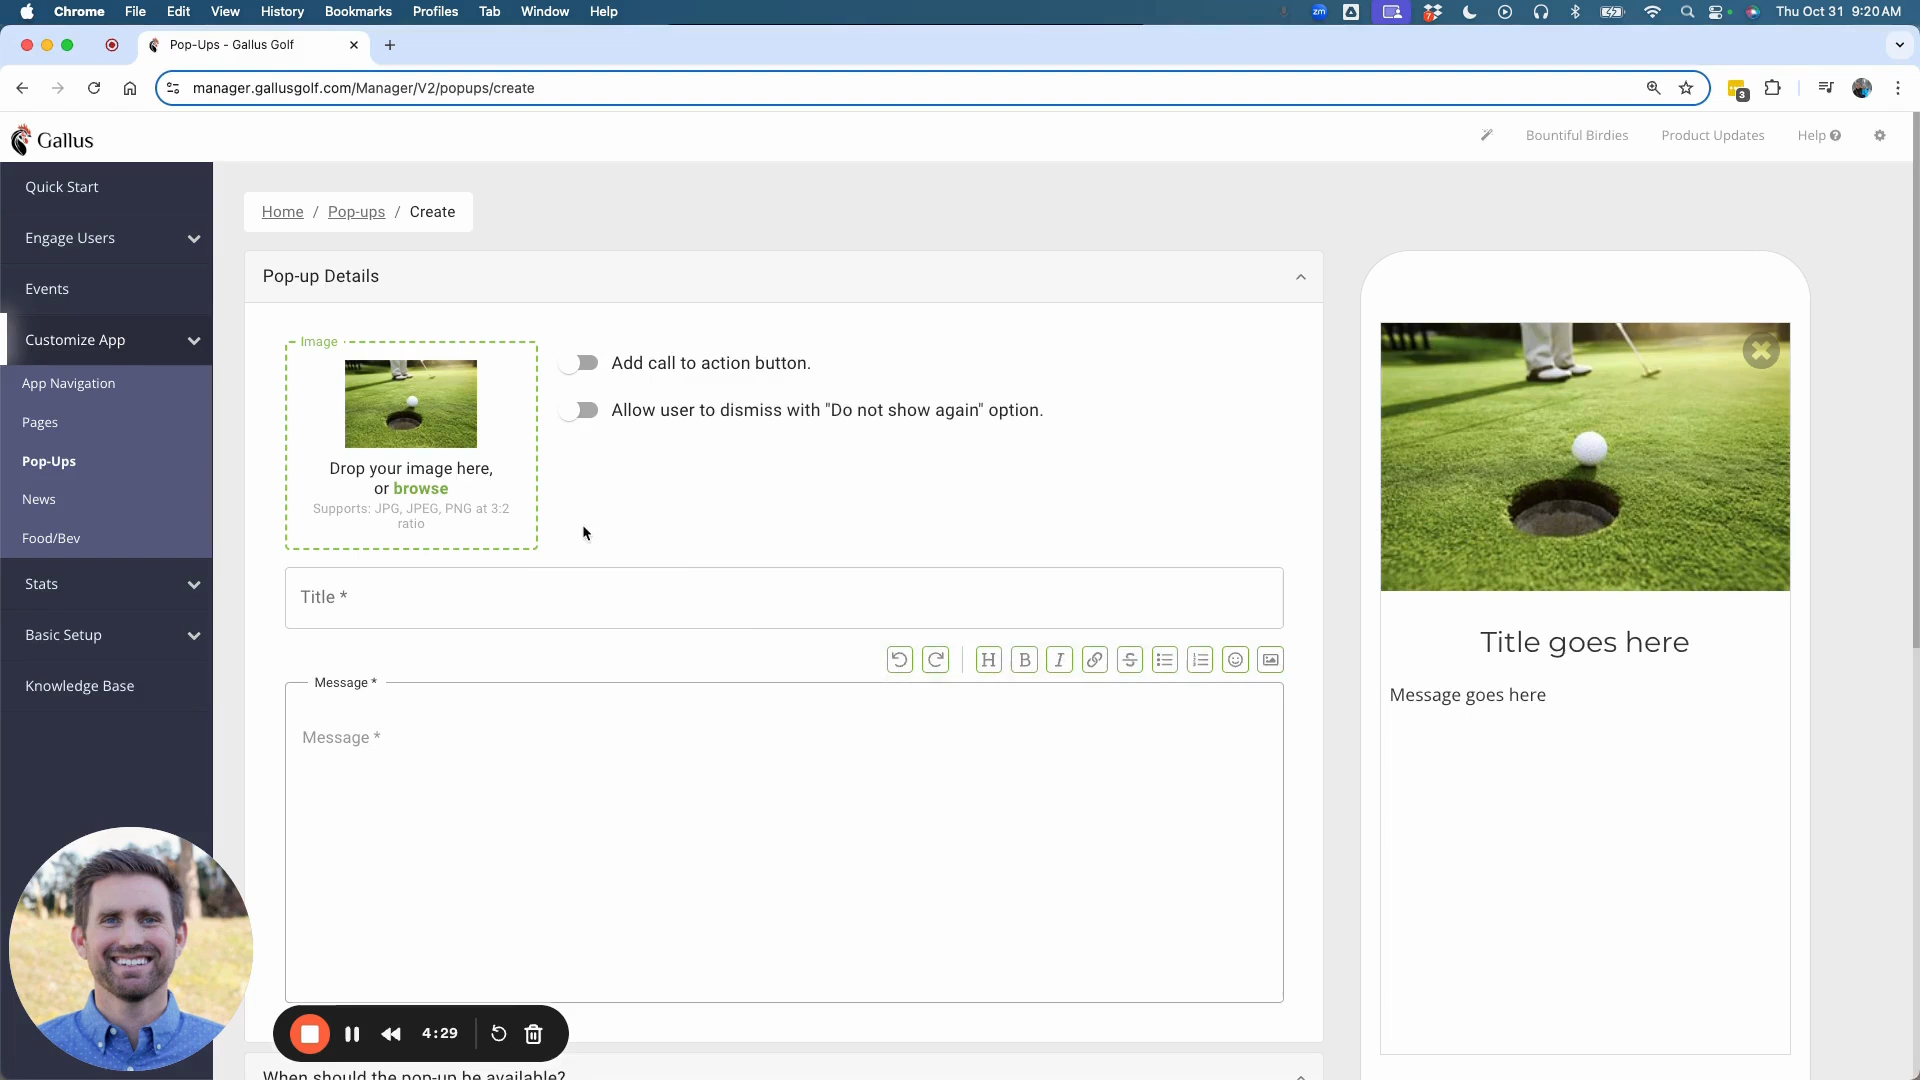 Chrome File Edit View History Bookmarks Profiles Tab Window Help
zm
Thu Oct 31 9:20 AM
Pop-Ups - Gallus Golf
manager.gallusgolf.com/Manager/V2/popups/create
3
Gallus
Bountiful Birdies
Product Updates
Help
Quick Start
Engage Users
Events
Customize App
App Navigation
Pages
Pop-Ups
News
Food/Bev
Stats
Basic Setup
Knowledge Base
Home / Pop-ups / Create
Pop-up Details
Image
Drop your image here,
or browse
Supports: JPG, JPEG, PNG at 3:2
ratio
Add call to action button.
Allow user to dismiss with "Do not show again" option.
Title *
H B I S
Message *
Message *
Title goes here
Message goes here
4:29
When should the pop-up be available?